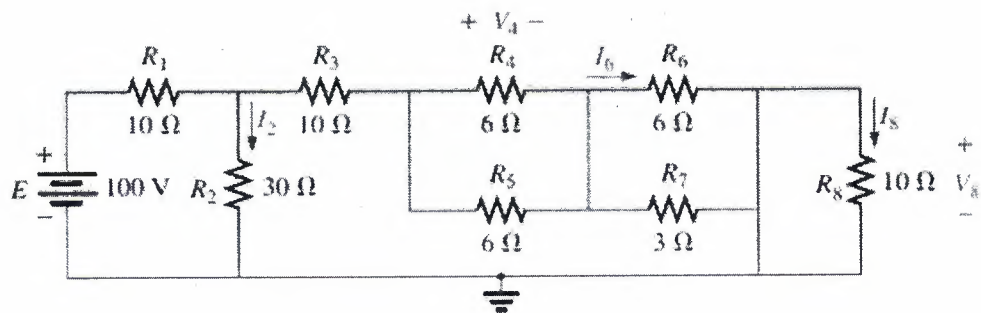 + V4 −
R1 R3 R4 I6 R6
10 Ω 10 Ω 6 Ω 6 Ω
I2 I8
+ +
E 100 V R2 30 Ω R5 R7 R8 10 Ω V8
− −
6 Ω 3 Ω